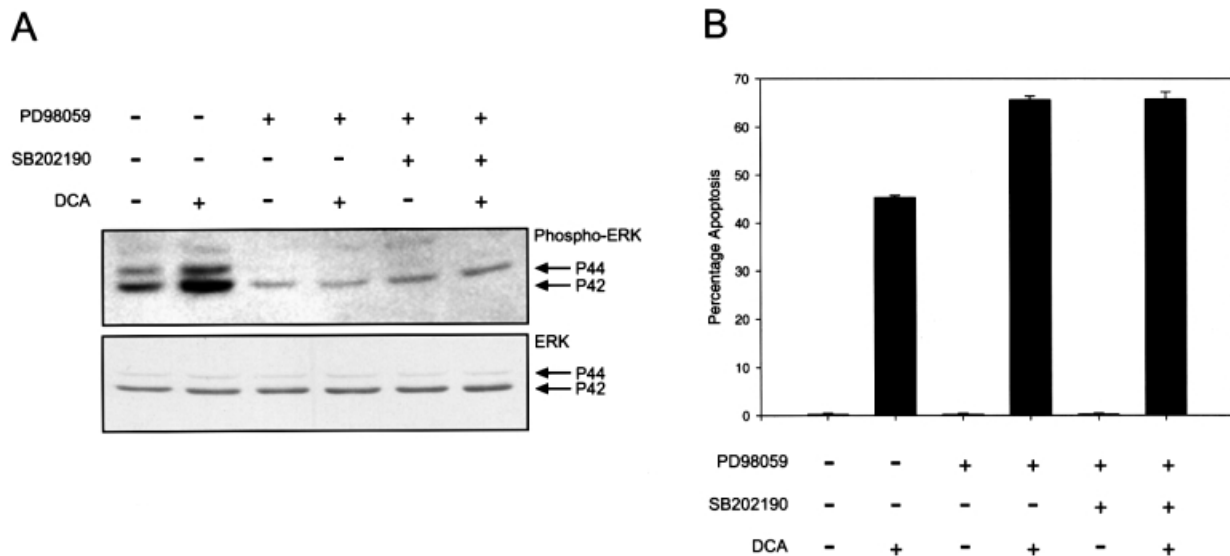 A
PD98059 - - + + + +
SB202190 - - - - + +
DCA - + - + - +
Phospho-ERK
P44
P42
ERK
P44
P42
B
70
60
50
40
30
20
10
0
Percentage Apoptosis
PD98059 - - + + + +
SB202190 - - - - + +
DCA - + - + - +